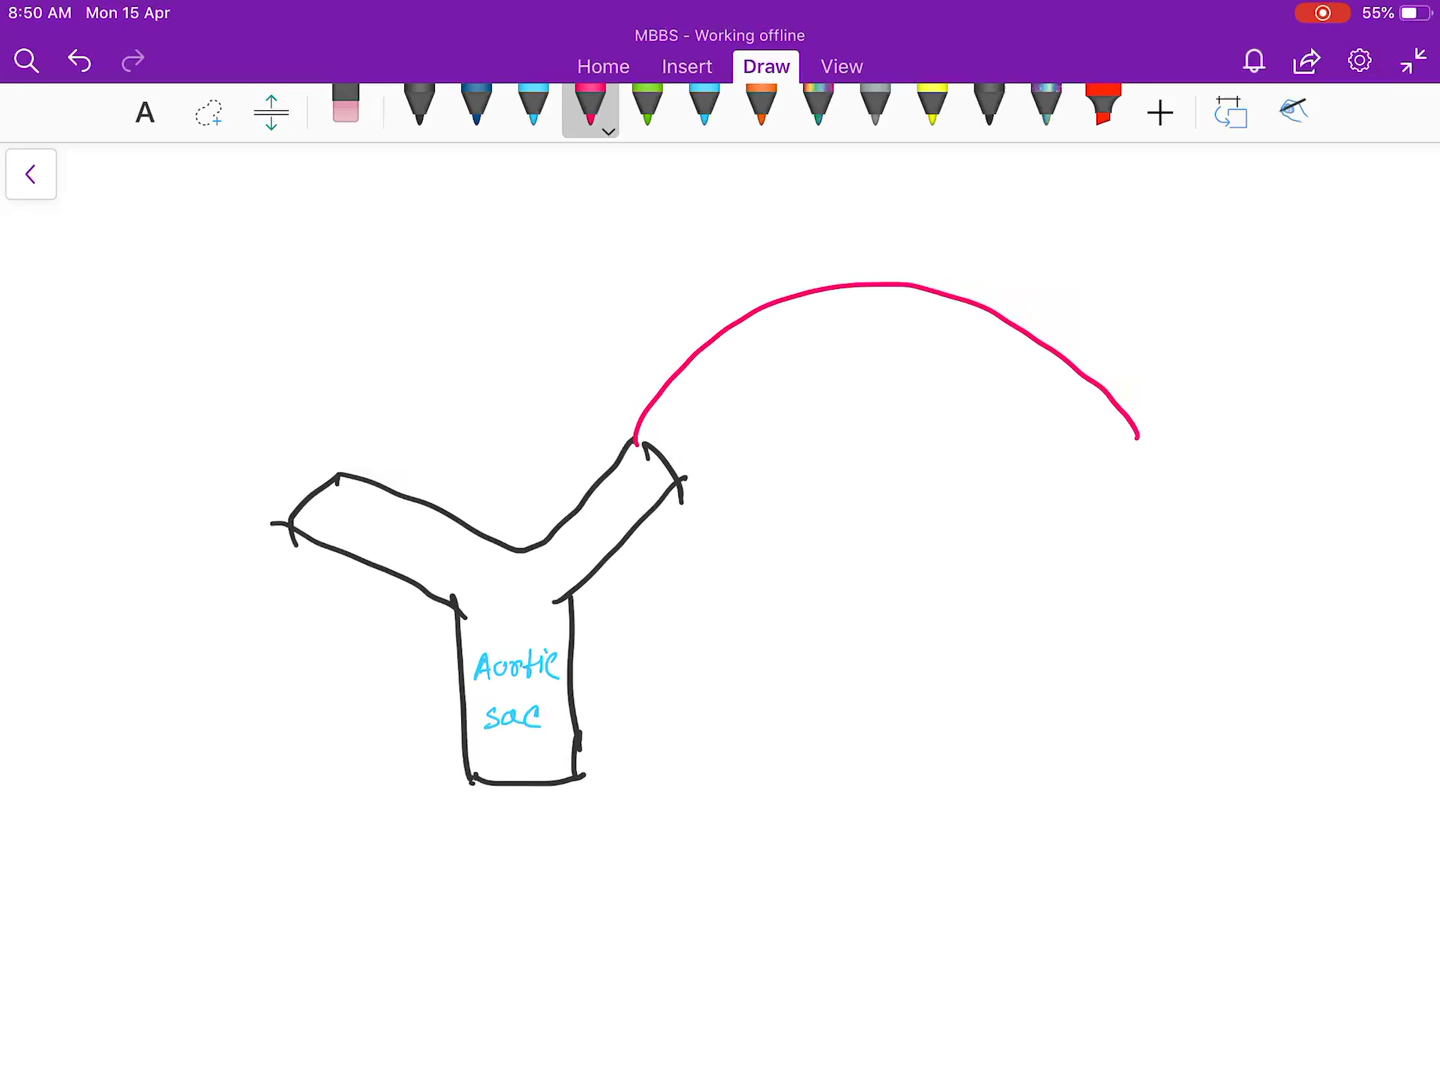 8:50 AM Mon 15 Apr
55%
MBBS - Working offline
Home Insert Draw View
A
Aortic
sac